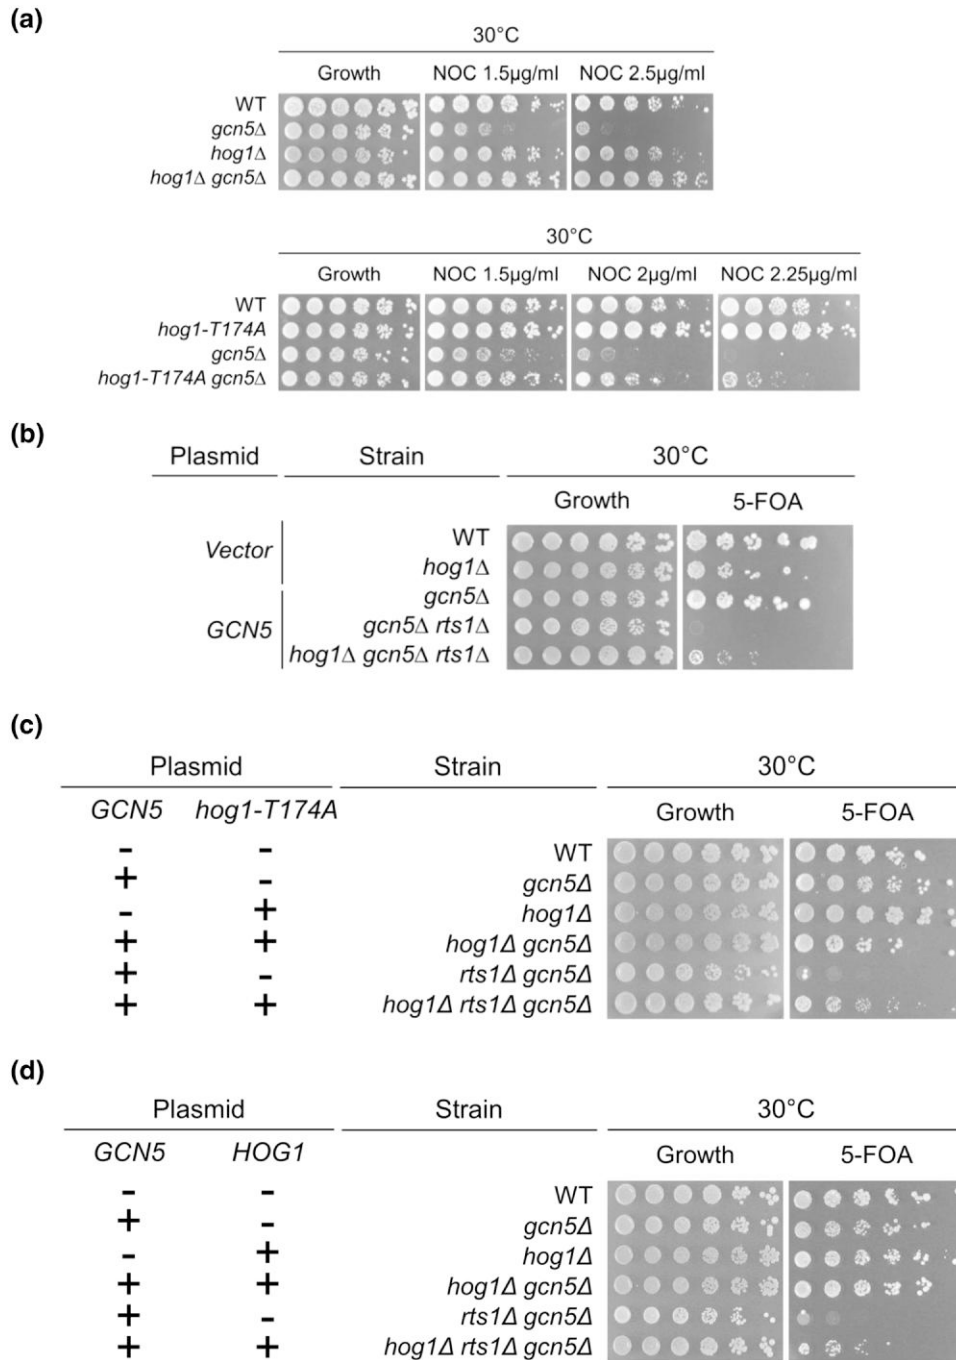 (a)
30°C
Growth NOC 1.5µg/ml NOC 2.5µg/ml
WT
gcn5Δ
hog1Δ
hog1Δ gcn5Δ
30°C
Growth NOC 1.5µg/ml NOC 2µg/ml NOC 2.25µg/ml
WT
hog1-T174A
gcn5Δ
hog1-T174A gcn5Δ
(b)
Plasmid Strain 30°C
Growth 5-FOA
Vector WT
hog1Δ
GCN5 gcn5Δ
gcn5Δ rts1Δ
hog1Δ gcn5Δ rts1Δ
(c)
Plasmid Strain 30°C
GCN5 hog1-T174A Growth 5-FOA
- - WT
+ - gcn5Δ
- + hog1Δ
+ + hog1Δ gcn5Δ
+ - rts1Δ gcn5Δ
+ + hog1Δ rts1Δ gcn5Δ
(d)
Plasmid Strain 30°C
GCN5 HOG1 Growth 5-FOA
- - WT
+ - gcn5Δ
- + hog1Δ
+ + hog1Δ gcn5Δ
+ - rts1Δ gcn5Δ
+ + hog1Δ rts1Δ gcn5Δ